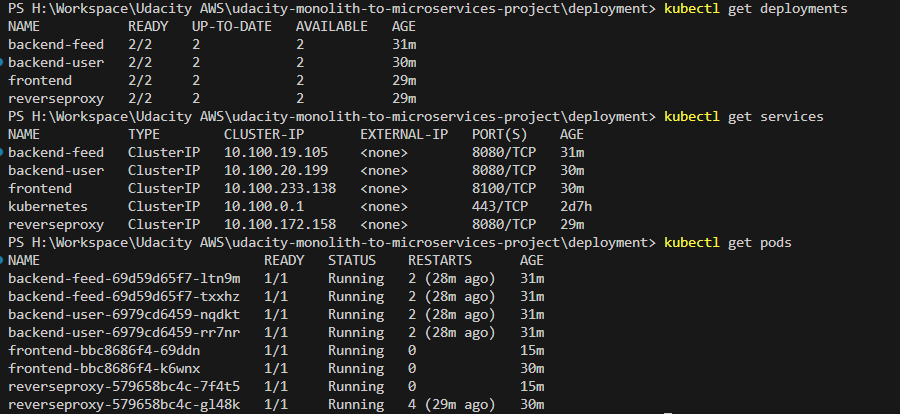 PS H:\Workspace\Udacity AWS\udacity-monolith-to-microservices-project\deployment> kubectl get deployments
NAME READY UP-TO-DATE AVAILABLE AGE
backend-feed 2/2 2 2 31m
backend-user 2/2 2 2 30m
frontend 2/2 2 2 29m
reverseproxy 2/2 2 2 29m
PS H:\Workspace\Udacity AWS\udacity-monolith-to-microservices-project\deployment> kubectl get services
NAME TYPE CLUSTER-IP EXTERNAL-IP PORT(S) AGE
backend-feed ClusterIP 10.100.19.105 <none> 8080/TCP 31m
backend-user ClusterIP 10.100.20.199 <none> 8080/TCP 30m
frontend ClusterIP 10.100.233.138 <none> 8100/TCP 30m
kubernetes ClusterIP 10.100.0.1 <none> 443/TCP 2d7h
reverseproxy ClusterIP 10.100.172.158 <none> 8080/TCP 29m
PS H:\Workspace\Udacity AWS\udacity-monolith-to-microservices-project\deployment> kubectl get pods
NAME READY STATUS RESTARTS AGE
backend-feed-69d59d65f7-ltn9m 1/1 Running 2 (28m ago) 31m
backend-feed-69d59d65f7-txxhz 1/1 Running 2 (28m ago) 31m
backend-user-6979cd6459-nqdkt 1/1 Running 2 (28m ago) 31m
backend-user-6979cd6459-rr7nr 1/1 Running 2 (28m ago) 31m
frontend-bbc8686f4-69ddn 1/1 Running 0 15m
frontend-bbc8686f4-k6wnx 1/1 Running 0 30m
reverseproxy-579658bc4c-7f4t5 1/1 Running 0 15m
reverseproxy-579658bc4c-gl48k 1/1 Running 4 (29m ago) 30m